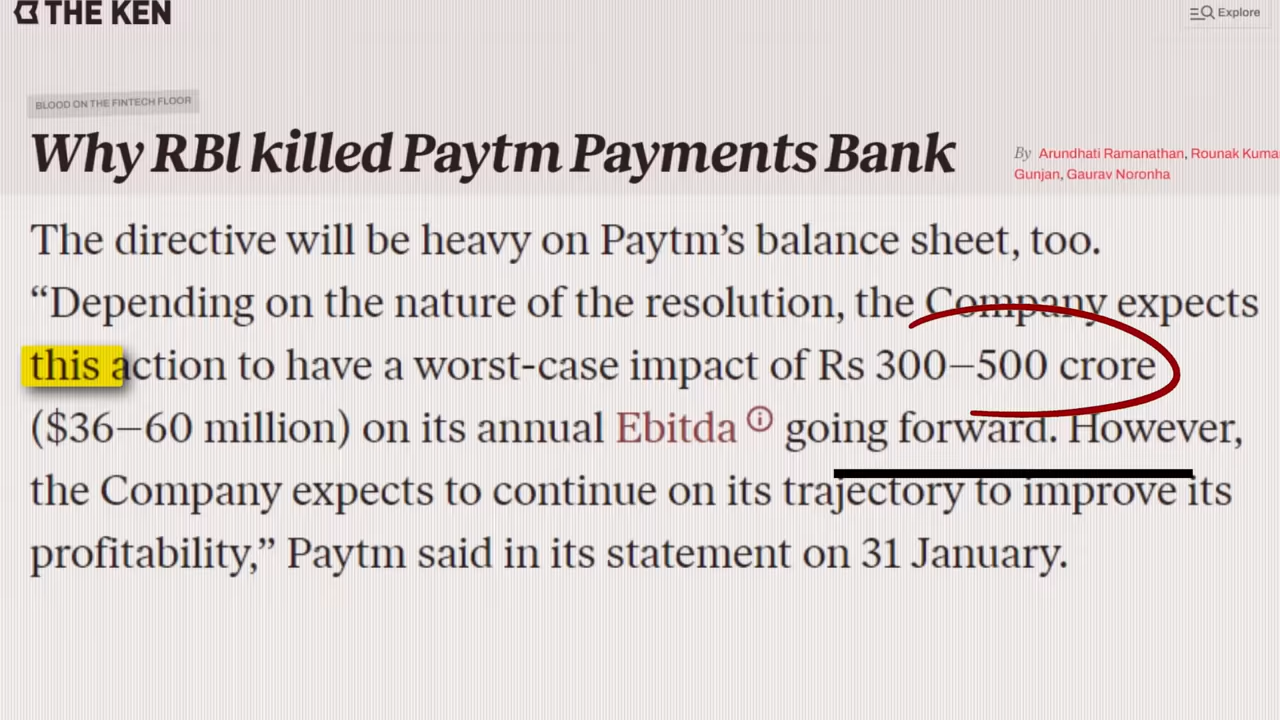 THE KEN
Explore
BLOOD ON THE FINTECH FLOOR
Why RBI killed Paytm Payments Bank
By Arundhati Ramanathan, Rounak Kuma
Gunjan, Gaurav Noronha
The directive will be heavy on Paytm’s balance sheet, too.
“Depending on the nature of the resolution, the Company expects
this action to have a worst-case impact of Rs 300–500 crore
($36–60 million) on its annual Ebitda going forward. However,
the Company expects to continue on its trajectory to improve its
profitability,” Paytm said in its statement on 31 January.